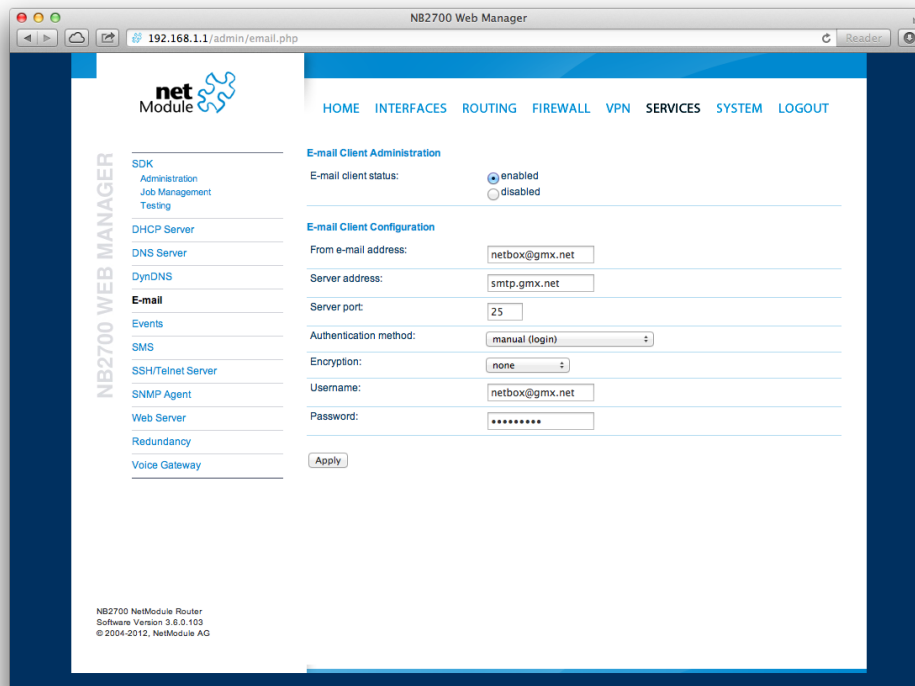 NB2700 Web Manager
192.168.1.1/admin/email.php
Reader
net
Module
HOME INTERFACES ROUTING FIREWALL VPN SERVICES SYSTEM LOGOUT
NB2700 WEB MANAGER
SDK
Administration
Job Management
Testing
DHCP Server
DNS Server
DynDNS
E-mail
Events
SMS
SSH/Telnet Server
SNMP Agent
Web Server
Redundancy
Voice Gateway
E-mail Client Administration
E-mail client status: enabled
disabled
E-mail Client Configuration
From e-mail address: netbox@gmx.net
Server address: smtp.gmx.net
Server port: 25
Authentication method: manual (login)
Encryption: none
Username: netbox@gmx.net
Password: •••••••••
Apply
NB2700 NetModule Router
Software Version 3.6.0.103
© 2004-2012, NetModule AG